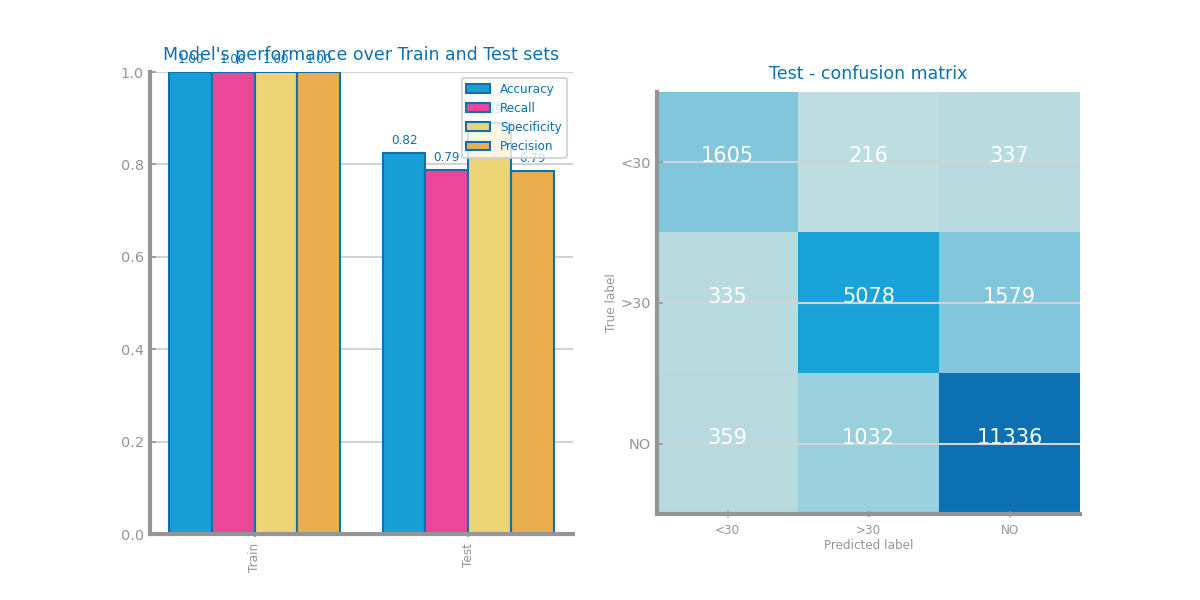 Model's performance over Train and Test sets
1.00 1.00 1.00 1.00
1.0
0.8
0.6
0.4
0.2
0.0
0.82
0.79
0.79
Accuracy
Recall
Specificity
Precision
Train
Test
Test - confusion matrix
True label
<30
>30
NO
1605 216 337
335 5078 1579
359 1032 11336
<30 >30 NO
Predicted label